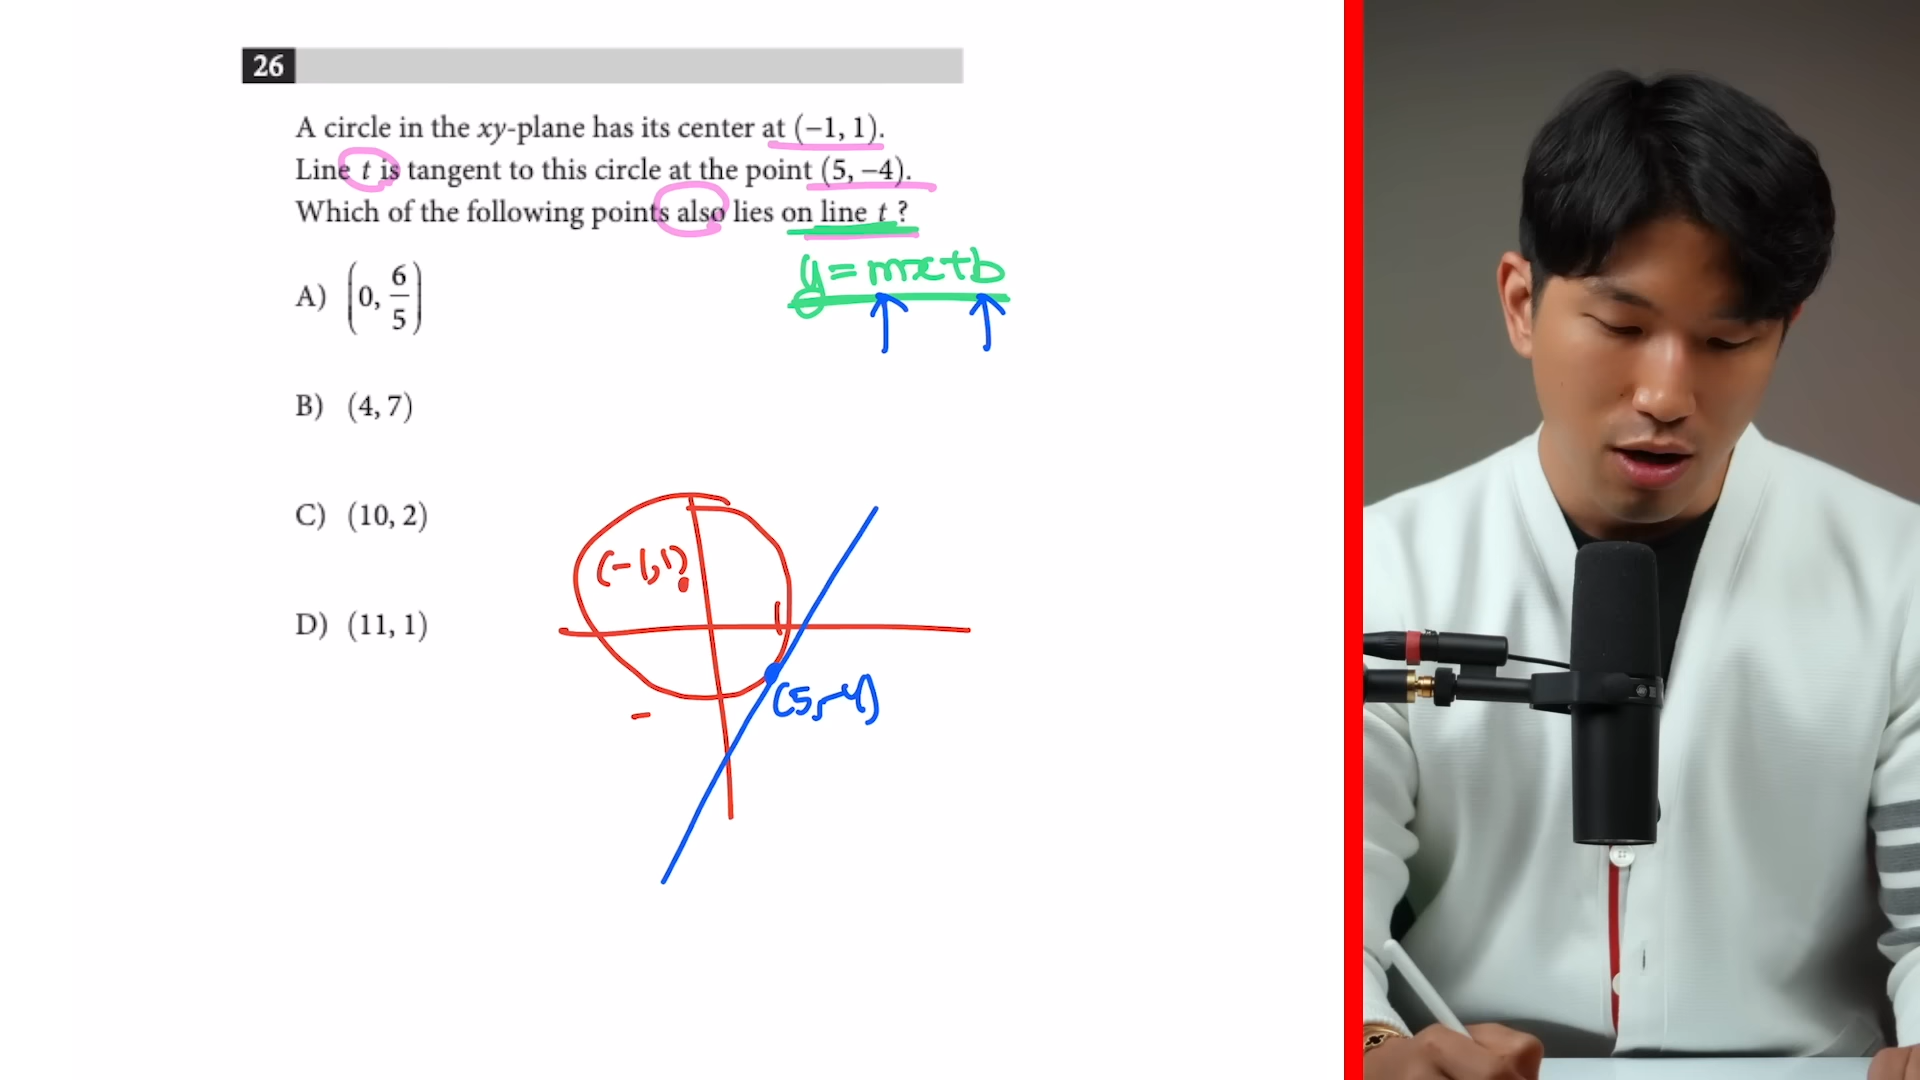 26
A circle in the xy-plane has its center at (−1, 1).
Line t is tangent to this circle at the point (5, −4).
Which of the following points also lies on line t ?
y = mx+b
A) (0, 6/5)
B) (4, 7)
C) (10, 2)
D) (11, 1)
(-1,1)
(5,-4)